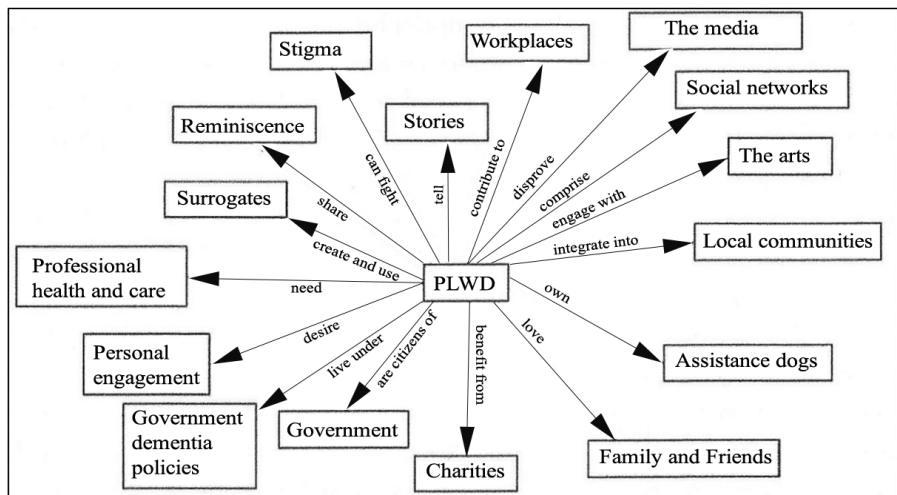 The media
Workplaces
Stigma
Social networks
Reminiscence
Stories
The arts
can fight
tell
contribute to
disprove
comprise
engage with
Surrogates
share
create and use
integrate into
Local communities
Professional
health and care
need
PLWD
own
desire
live under
are citizens of
benefit from
love
Personal
engagement
Assistance dogs
Government
dementia
policies
Government
Charities
Family and Friends